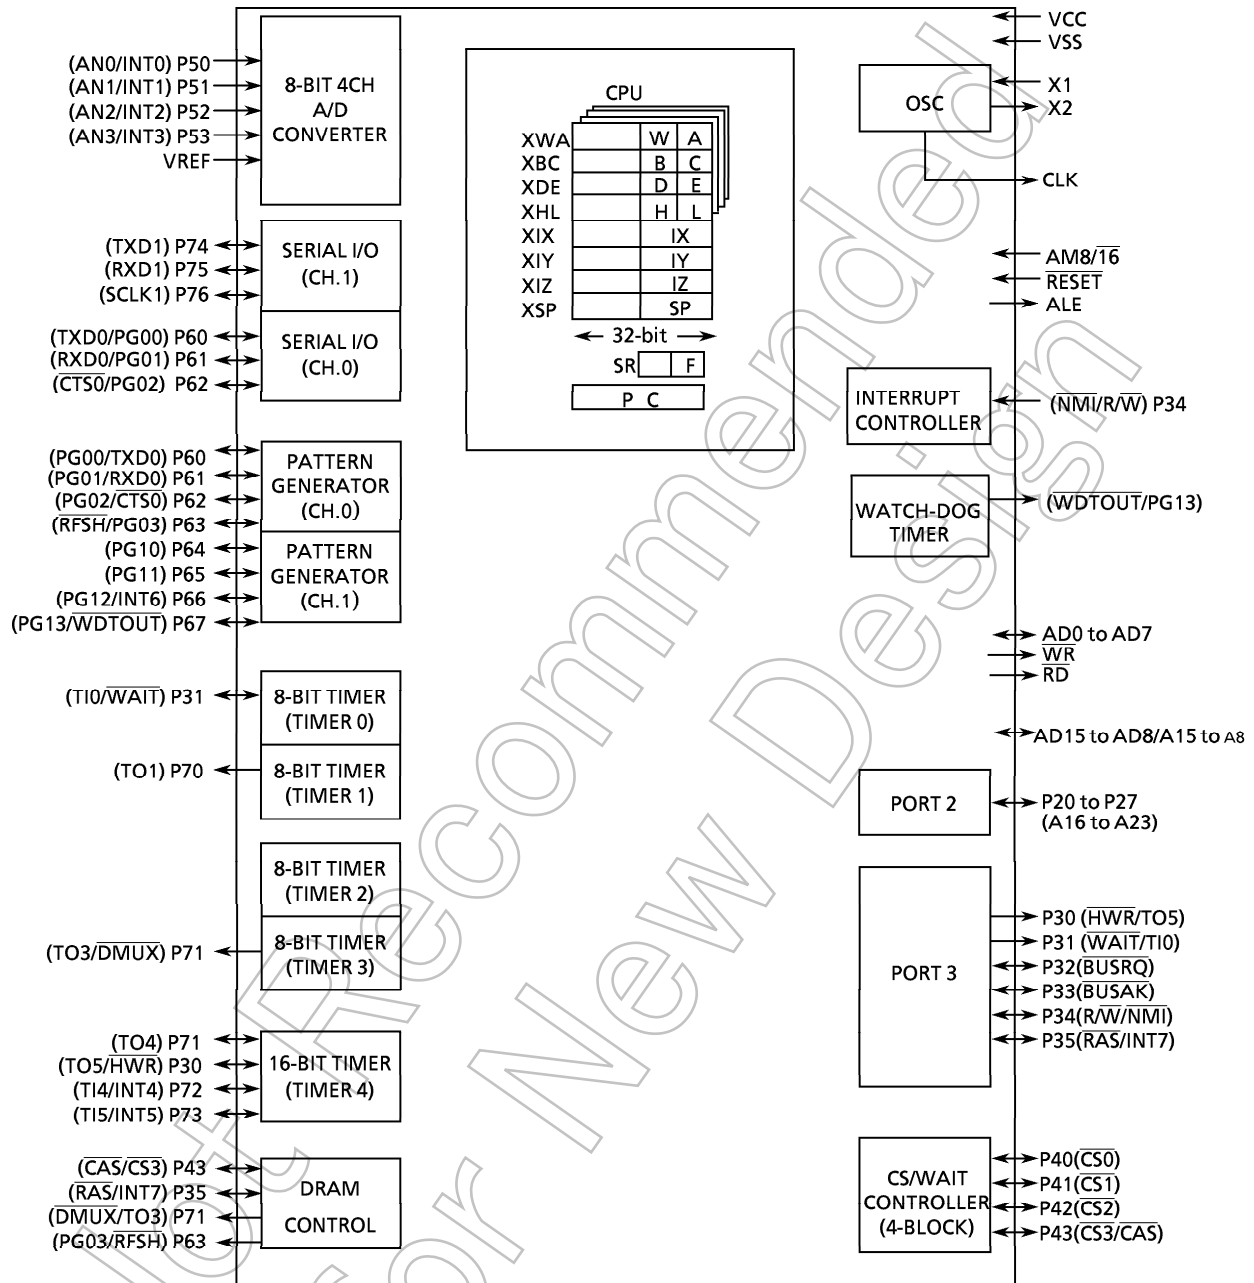 (AN0/INT0) P50
(AN1/INT1) P51
(AN2/INT2) P52
(AN3/INT3) P53
VREF
8-BIT 4CH
A/D
CONVERTER
(TXD1) P74
(RXD1) P75
(SCLK1) P76
SERIAL I/O
(CH.1)
(TXD0/PG00) P60
(RXD0/PG01) P61
(CTS0/PG02) P62
SERIAL I/O
(CH.0)
(PG00/TXD0) P60
(PG01/RXD0) P61
(PG02/CTS0) P62
(RFSH/PG03) P63
PATTERN
GENERATOR
(CH.0)
(PG10) P64
(PG11) P65
(PG12/INT6) P66
(PG13/WDTOUT) P67
PATTERN
GENERATOR
(CH.1)
(TI0/WAIT) P31
8-BIT TIMER
(TIMER 0)
(TO1) P70
8-BIT TIMER
(TIMER 1)
8-BIT TIMER
(TIMER 2)
(TO3/DMUX) P71
8-BIT TIMER
(TIMER 3)
(TO4) P71
(TO5/HWR) P30
(TI4/INT4) P72
(TI5/INT5) P73
16-BIT TIMER
(TIMER 4)
(CAS/CS3) P43
(RAS/INT7) P35
(DMUX/TO3) P71
(PG03/RFSH) P63
DRAM
CONTROL
CPU
XWA W A
XBC B C
XDE D E
XHL H L
XIX IX
XIY IY
XIZ IZ
XSP SP
32-bit
SR F
P C
VCC
VSS
OSC
X1
X2
CLK
AM8/16
RESET
ALE
INTERRUPT
CONTROLLER
(NMI/R/W) P34
WATCH-DOG
TIMER
(WDTOUT/PG13)
AD0 to AD7
WR
RD
AD15 to AD8/A15 to A8
PORT 2
P20 to P27
(A16 to A23)
PORT 3
P30 (HWR/TO5)
P31 (WAIT/TI0)
P32(BUSRQ)
P33(BUSAK)
P34(R/W/NMI)
P35(RAS/INT7)
CS/WAIT
CONTROLLER
(4-BLOCK)
P40(CS0)
P41(CS1)
P42(CS2)
P43(CS3/CAS)
Not Recommended
for New Design